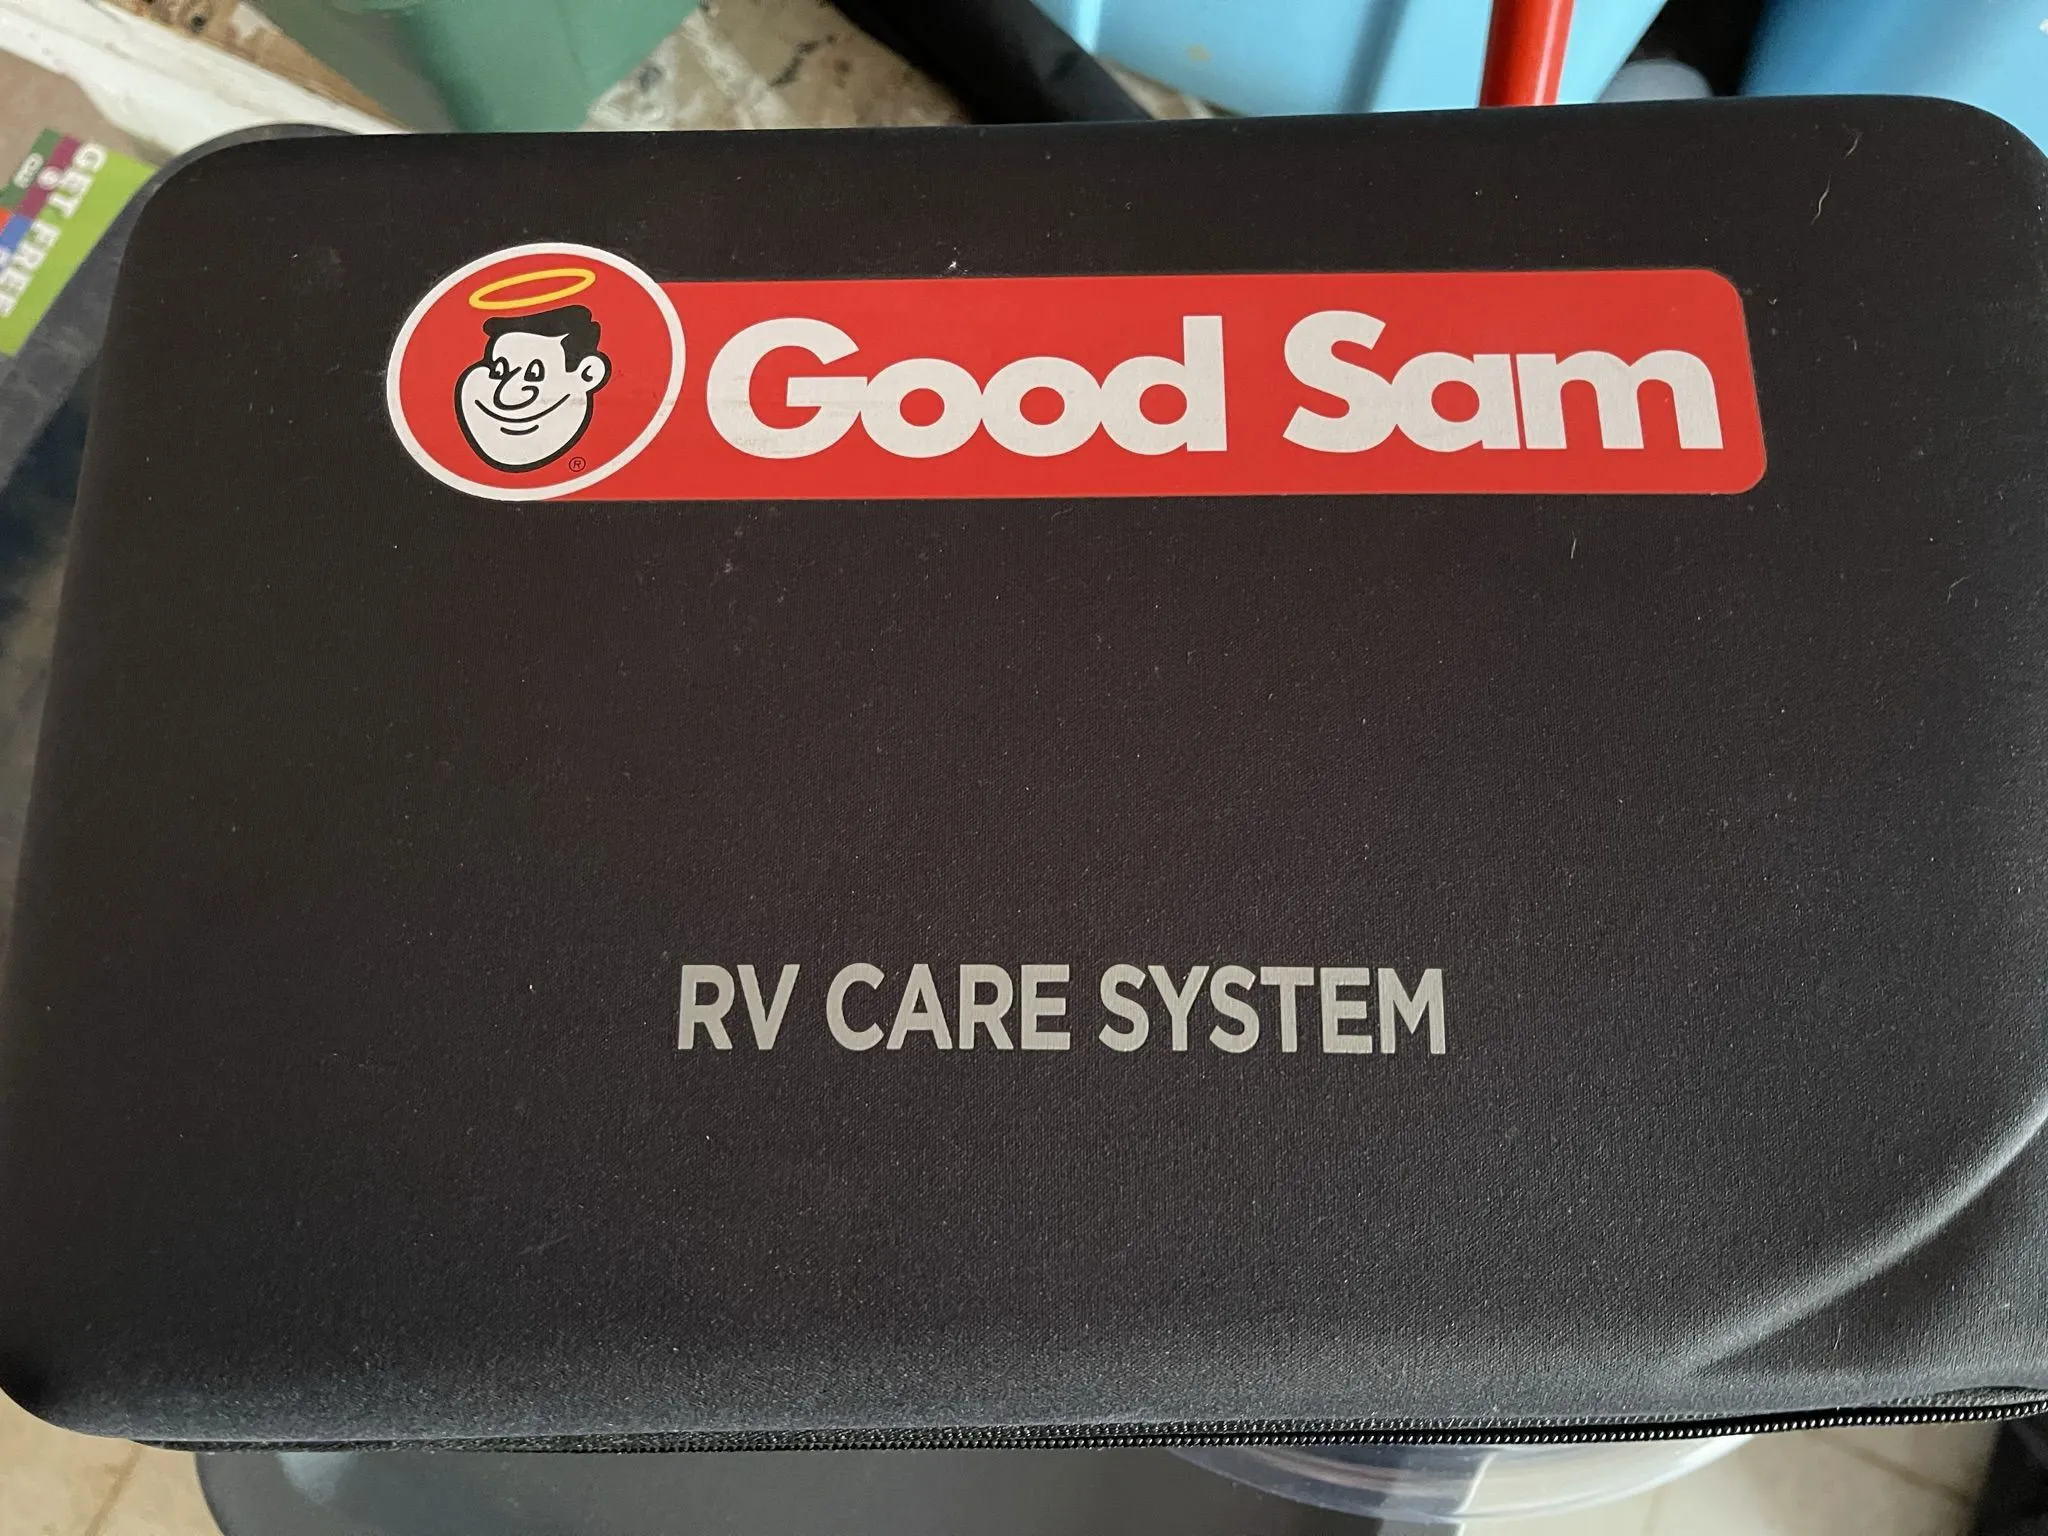 Good Sam
®
RV CARE SYSTEM
GET FREE